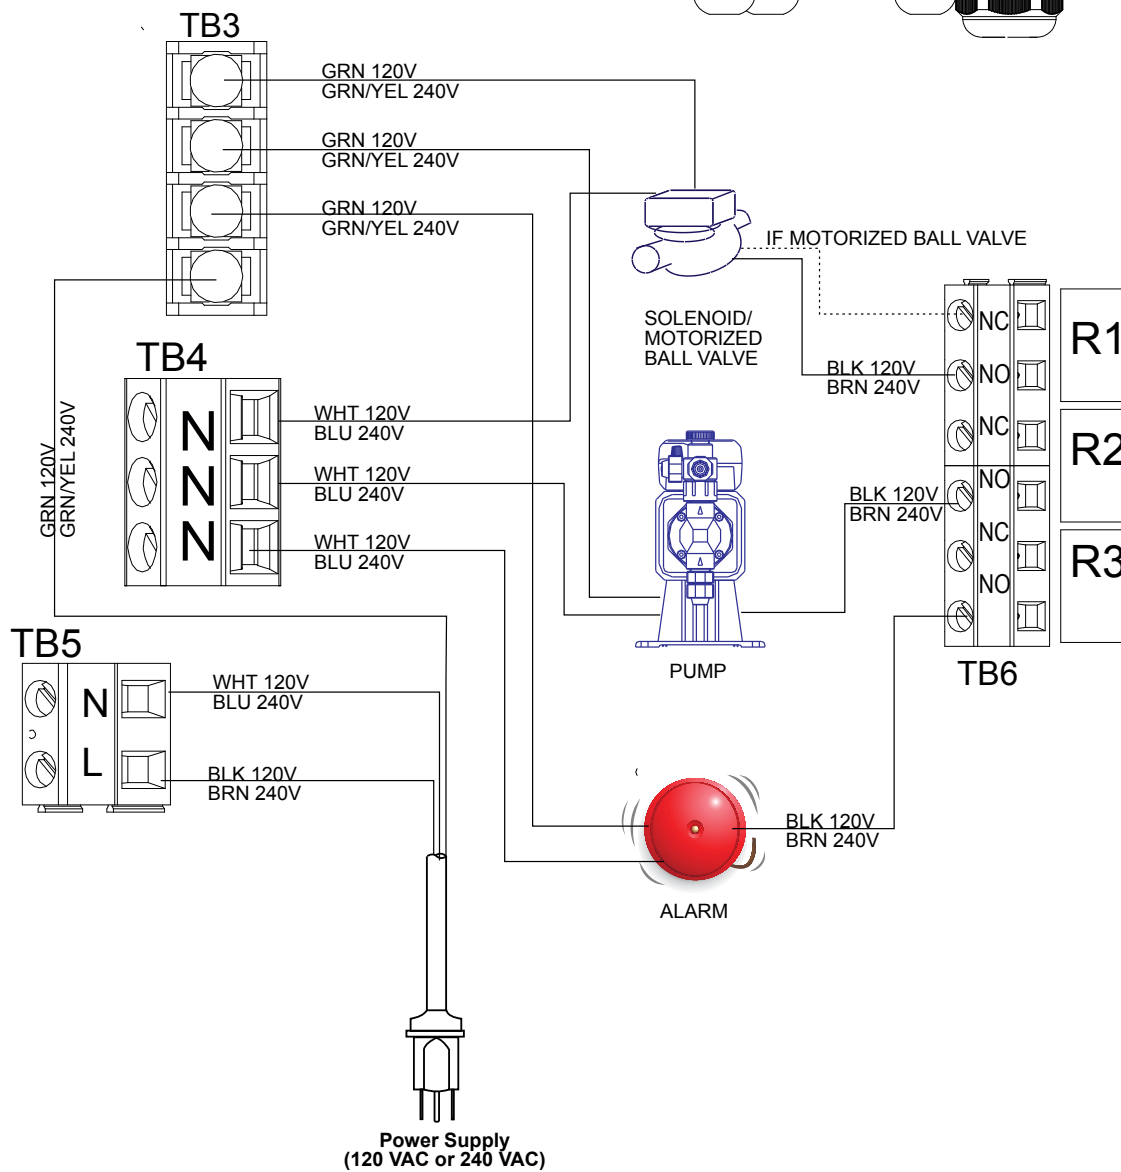 TB3
GRN 120V
GRN/YEL 240V
GRN 120V
GRN/YEL 240V
GRN 120V
GRN/YEL 240V
IF MOTORIZED BALL VALVE
SOLENOID/
MOTORIZED
BALL VALVE
NC
R1
NO
BLK 120V
BRN 240V
NC
R2
NO
BLK 120V
BRN 240V
NC
R3
NO
TB6
TB4
N
WHT 120V
BLU 240V
N
WHT 120V
BLU 240V
N
WHT 120V
BLU 240V
GRN 120V
GRN/YEL 240V
PUMP
TB5
N
WHT 120V
BLU 240V
L
BLK 120V
BRN 240V
BLK 120V
BRN 240V
ALARM
Power Supply
(120 VAC or 240 VAC)